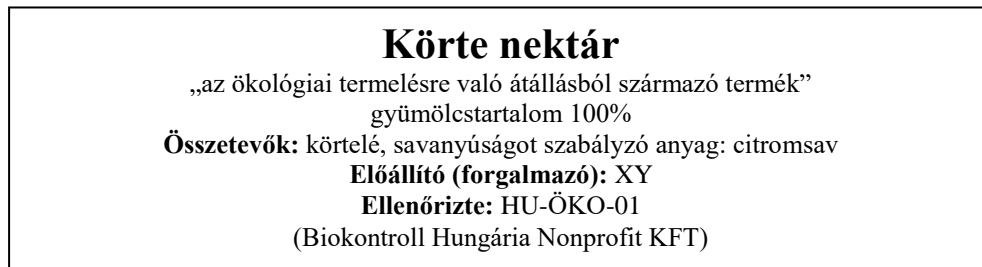 Körte nektár
„az ökológiai termelésre való átállásból származó termék”
gyümölcstartalom 100%
Összetevők: körtelé, savanyúságot szabályzó anyag: citromsav
Előállító (forgalmazó): XY
Ellenőrizte: HU-ÖKO-01
(Biokontroll Hungária Nonprofit KFT)